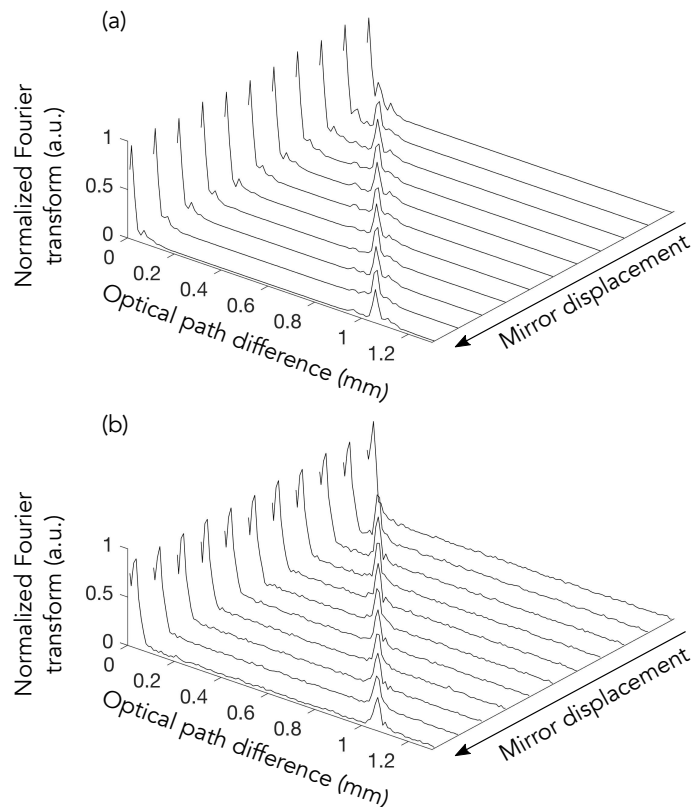 (a)
Normalized Fourier
transform (a.u.)
1
0.5
0
0
0.2
0.4
0.6
0.8
1
1.2
Optical path difference (mm)
Mirror displacement
(b)
Normalized Fourier
transform (a.u.)
1
0.5
0
0
0.2
0.4
0.6
0.8
1
1.2
Optical path difference (mm)
Mirror displacement